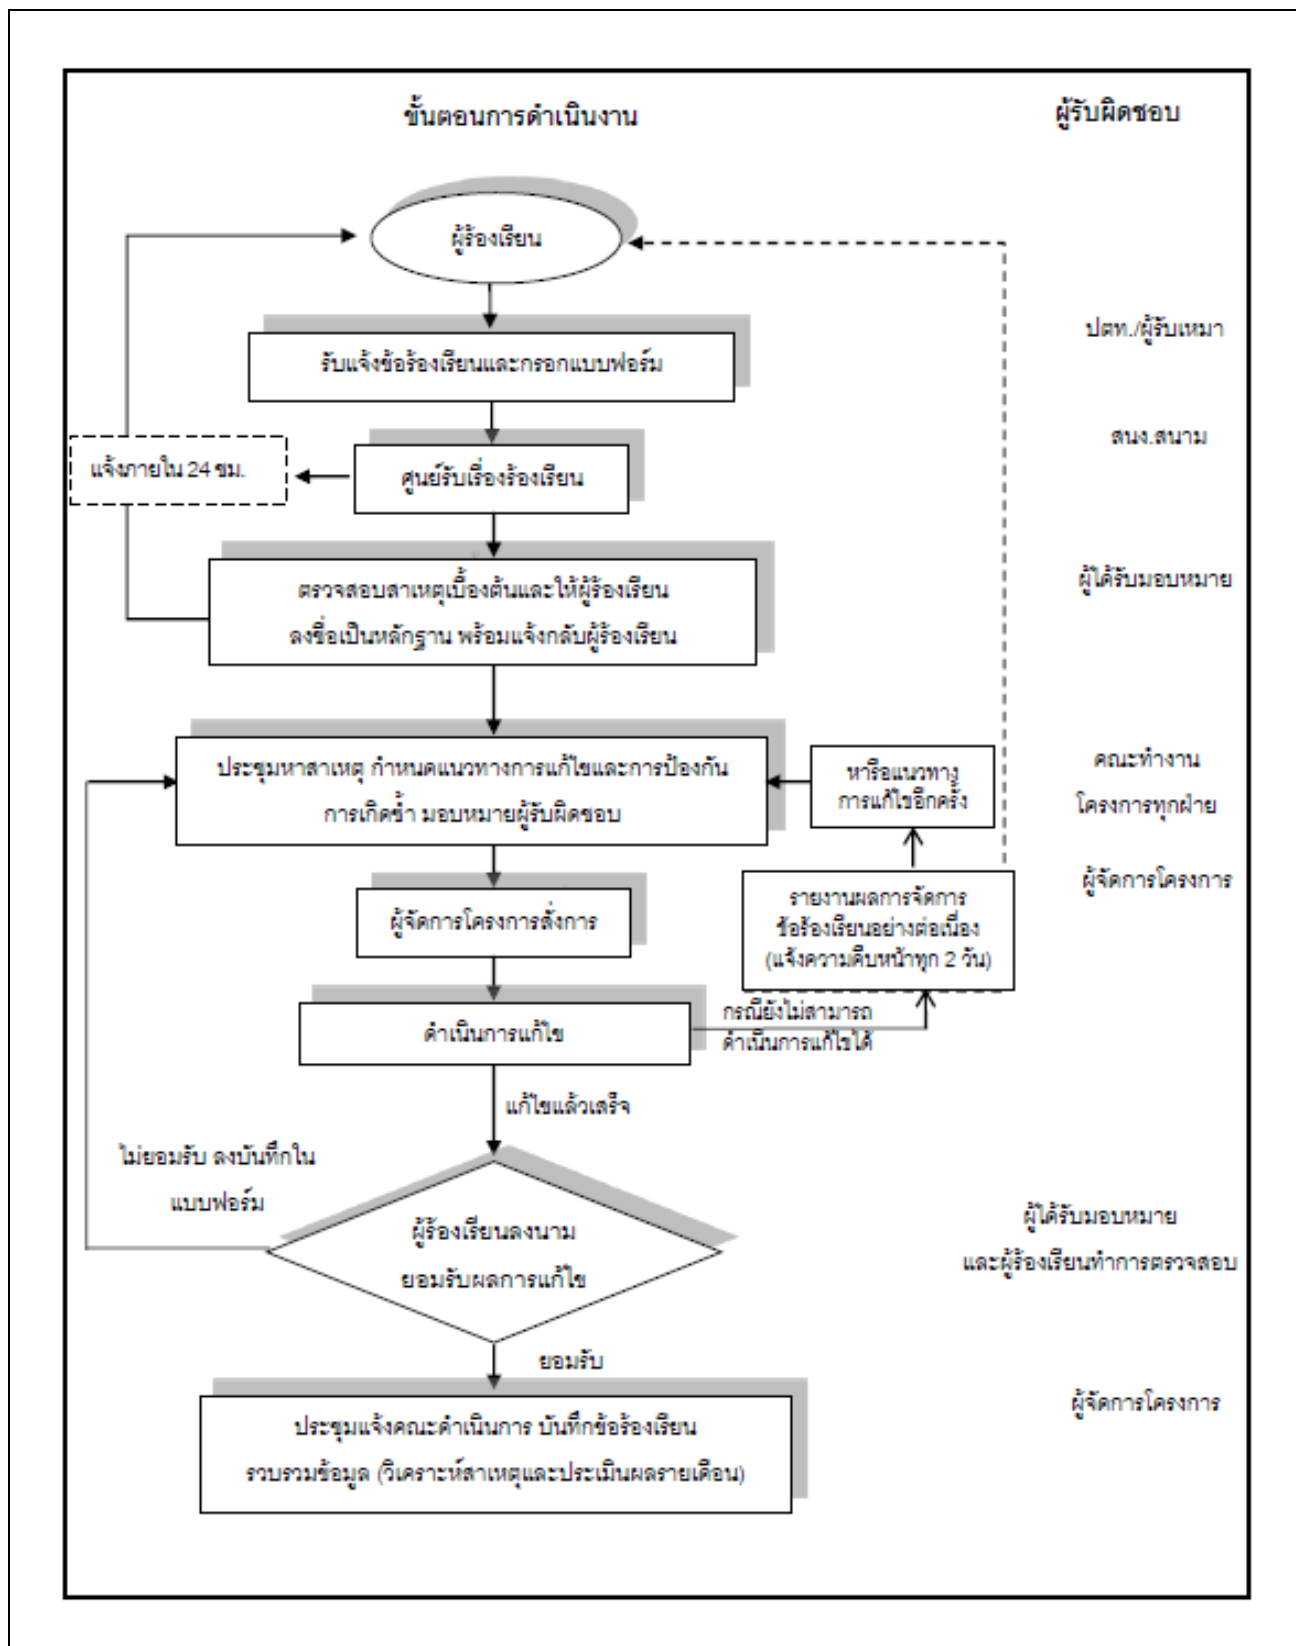 ขั้นตอนการดำเนินงาน
ผู้รับผิดชอบ
ผู้ร้องเรียน
ปตท./ผู้รับเหมา
รับแจ้งข้อร้องเรียนและกรอกแบบฟอร์ม
สนง.สนาม
แจ้งภายใน 24 ชม.
ศูนย์รับเรื่องร้องเรียน
ผู้ได้รับมอบหมาย
ตรวจสอบสาเหตุเบื้องต้นและให้ผู้ร้องเรียน
ลงชื่อเป็นหลักฐาน พร้อมแจ้งกลับผู้ร้องเรียน
ประชุมหาสาเหตุ กำหนดแนวทางการแก้ไขและการป้องกัน
การเกิดซ้ำ มอบหมายผู้รับผิดชอบ
หารือแนวทาง
การแก้ไขอีกครั้ง
คณะทำงาน
โครงการทุกฝ่าย
ผู้จัดการโครงการ
ผู้จัดการโครงการสั่งการ
รายงานผลการจัดการ
ข้อร้องเรียนอย่างต่อเนื่อง
(แจ้งความคืบหน้าทุก 2 วัน)
ดำเนินการแก้ไข
กรณียังไม่สามารถ
ดำเนินการแก้ไขได้
แก้ไขแล้วเสร็จ
ไม่ยอมรับ ลงบันทึกใน
แบบฟอร์ม
ผู้ร้องเรียนลงนาม
ยอมรับผลการแก้ไข
ผู้ได้รับมอบหมาย
และผู้ร้องเรียนทำการตรวจสอบ
ยอมรับ
ผู้จัดการโครงการ
ประชุมแจ้งคณะดำเนินการ บันทึกข้อร้องเรียน
รวบรวมข้อมูล (วิเคราะห์สาเหตุและประเมินผลรายเดือน)